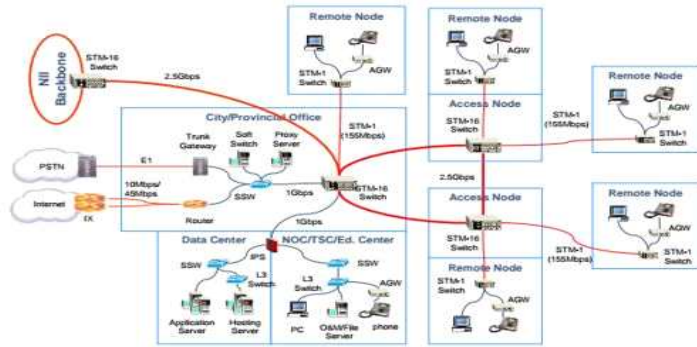 Remote Node
AGW
STM-1
Switch
Remote Node
AGW
STM-1
Switch
Access Node
STM-16
Switch
Remote Node
AGW
STM-1
Switch
STM-1
(155Mbps)
NII
Backbone
STM-16
Switch
2.5Gbps
City/Provincial Office
Trunk
Gateway
Soft
Switch
Proxy
Server
STM-1
(155Mbps)
PSTN
E1
SSW
1Gbps
STM-16
Switch
2.5Gbps
10Mbps/
45Mbps
Internet
IX
Router
1Gbps
Access Node
STM-16
Switch
Remote Node
AGW
STM-1
Switch
STM-1
(155Mbps)
Data Center
IPS
NOC/TSC/Ed. Center
SSW
L3
Switch
Application
Server
Hosting
Server
SSW
L3
Switch
AGW
PC
O&M/File
Server
phone
Remote Node
STM-1
Switch
AGW